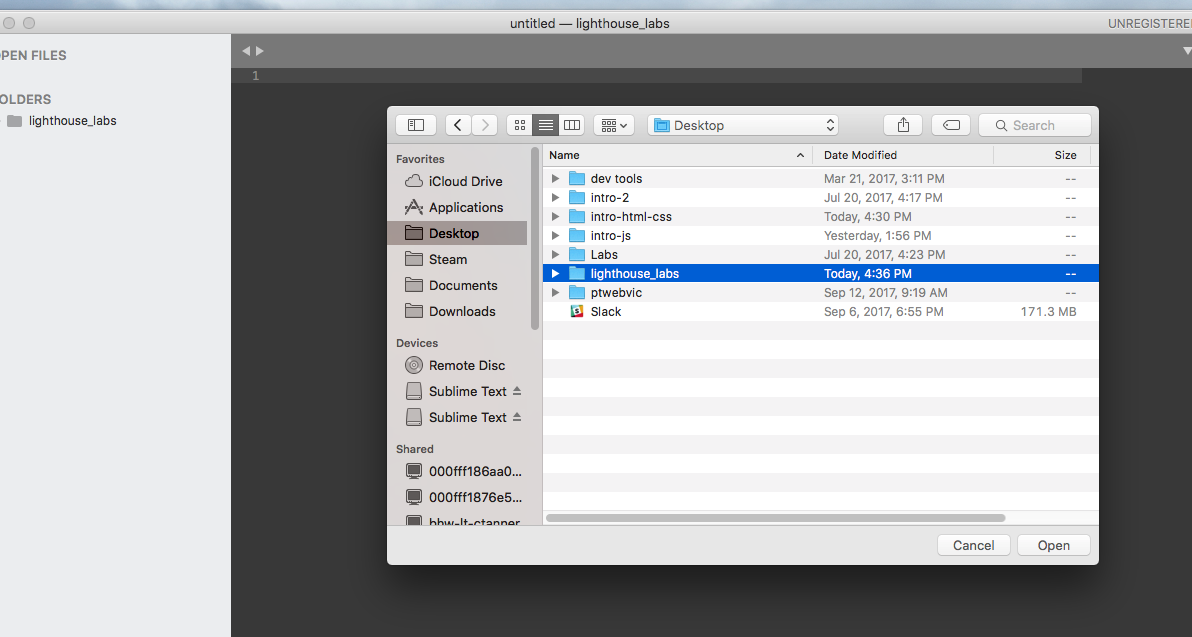 untitled — lighthouse_labs
UNREGISTERE
PEN FILES
OLDERS
lighthouse_labs
1
Desktop
Search
Favorites
iCloud Drive
Applications
Desktop
Steam
Documents
Downloads
Devices
Remote Disc
Sublime Text
Sublime Text
Shared
000fff186aa0...
000fff1876e5...
bhw-lt-ctanner
Name Date Modified Size
dev tools Mar 21, 2017, 3:11 PM --
intro-2 Jul 20, 2017, 4:17 PM --
intro-html-css Today, 4:30 PM --
intro-js Yesterday, 1:56 PM --
Labs Jul 20, 2017, 4:23 PM --
lighthouse_labs Today, 4:36 PM --
ptwebvic Sep 12, 2017, 9:19 AM --
Slack Sep 6, 2017, 6:55 PM 171.3 MB
Cancel Open